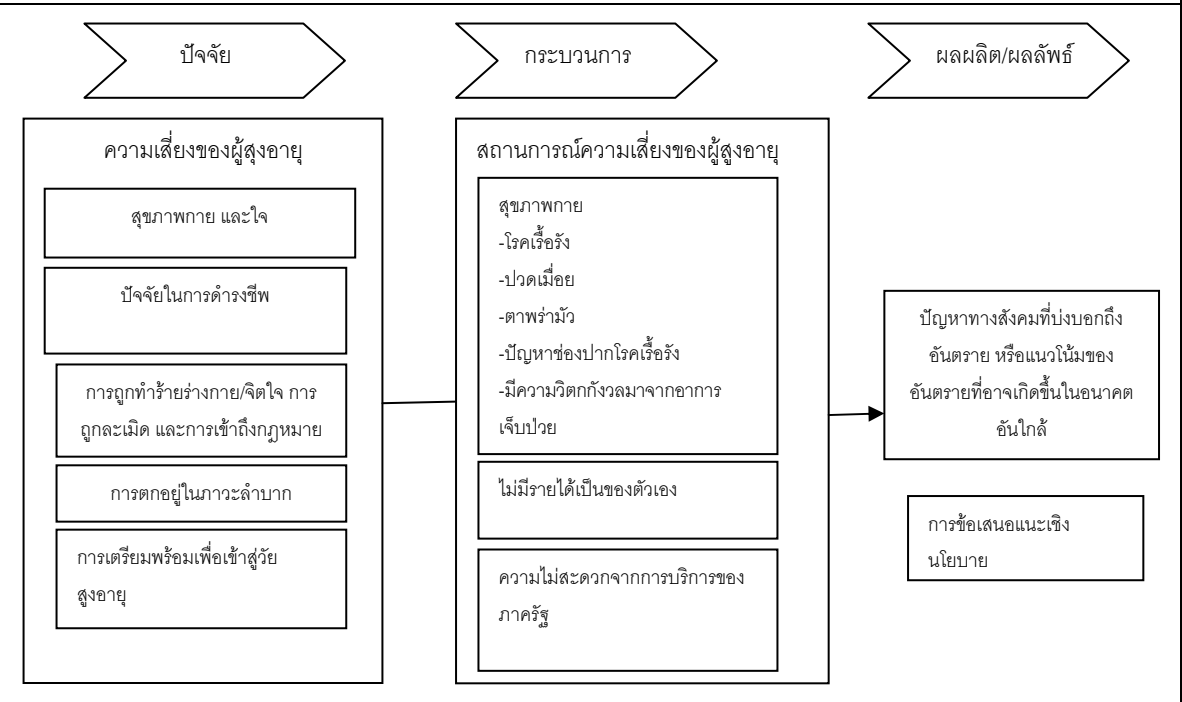 ปัจจัย
กระบวนการ
ผลผลิต/ผลลัพธ์
ความเสี่ยงของผู้สุงอายุ
สุขภาพกาย และใจ
ปัจจัยในการดำรงชีพ
การถูกทำร้ายร่างกาย/จิตใจ การ
ถูกละเมิด และการเข้าถึงกฎหมาย
การตกอยู่ในภาวะลำบาก
การเตรียมพร้อมเพื่อเข้าสู่วัย
สูงอายุ
สถานการณ์ความเสี่ยงของผู้สูงอายุ
สุขภาพกาย
-โรคเรื้อรัง
-ปวดเมื่อย
-ตาพร่ามัว
-ปัญหาช่องปากโรคเรื้อรัง
-มีความวิตกกังวลมาจากอาการ
เจ็บป่วย
ไม่มีรายได้เป็นของตัวเอง
ความไม่สะดวกจากการบริการของ
ภาครัฐ
ปัญหาทางสังคมที่บ่งบอกถึง
อันตราย หรือแนวโน้มของ
อันตรายที่อาจเกิดขึ้นในอนาคต
อันใกล้
การข้อเสนอแนะเชิง
นโยบาย